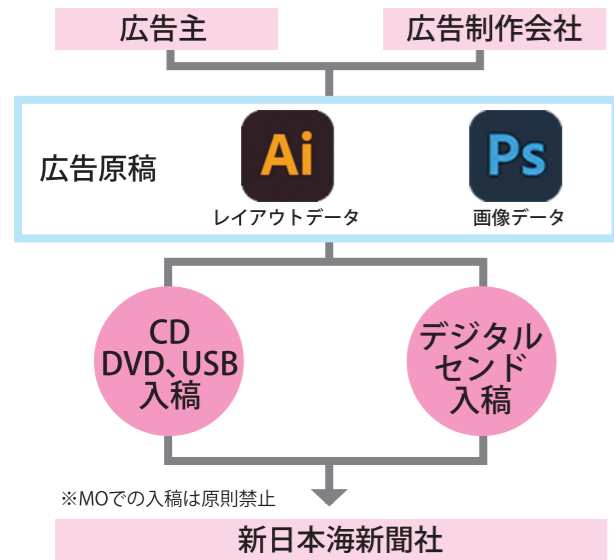 広告主
広告制作会社
広告原稿
Ai
Ps
レイアウトデータ
画像データ
CD
DVD、USB
入稿
デジタル
センド
入稿
※MOでの入稿は原則禁止
新日本海新聞社